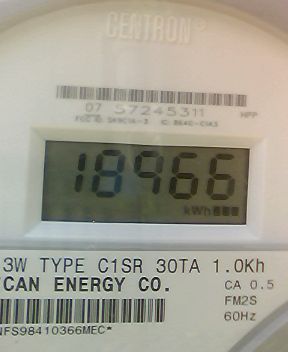 CENTRON®
07 57245311 HPP
18966
kWh
3W TYPE C1SR 30TA 1.0Kh
CAN ENERGY CO. CA 0.5
FM2S
60Hz
NFS98410366MEC*